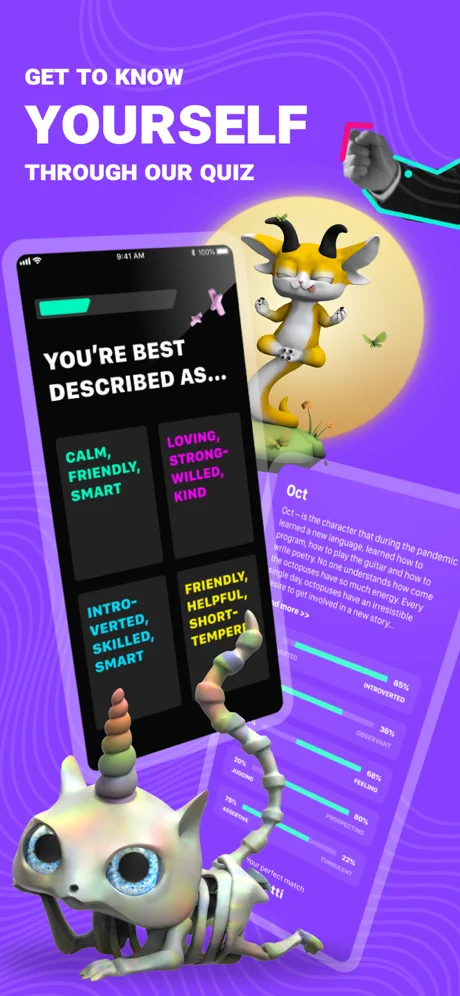 GET TO KNOW
YOURSELF
THROUGH OUR QUIZ
9:41 AM
100%
YOU'RE BEST
DESCRIBED AS...
CALM,
FRIENDLY,
SMART
LOVING,
STRONG-
WILLED,
KIND
INTRO-
VERTED,
SKILLED,
SMART
FRIENDLY,
HELPFUL,
SHORT-
Oct
Oct – is the character that during the pandemic
learned a new language, learned how to
program, how to play the guitar and how to
write poetry. No one understands how come
the octopuses have so much energy. Every
single day, octopuses have an irresistible
desire to get involved in a new story...
more >>
85%
INTROVERTED
36%
OBSERVANT
68%
FEELING
20%
JUDGING
80%
PROSPECTING
78%
ASSERTIVE
22%
TURBULENT
Your perfect match